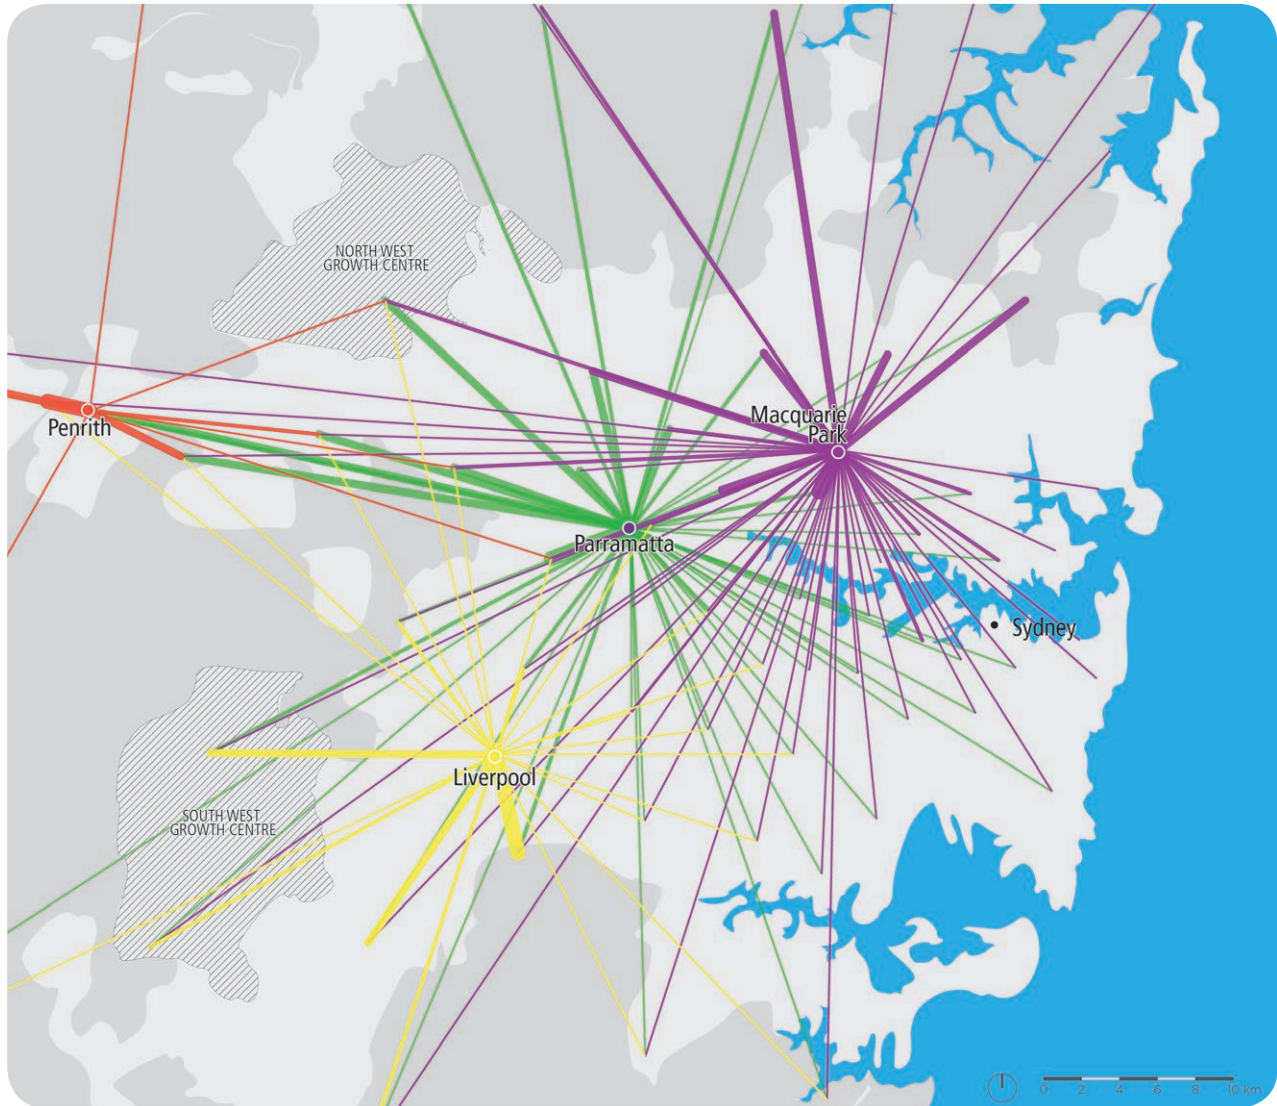 NORTH WEST
GROWTH CENTRE
Penrith
Macquarie
Park
Parramatta
Sydney
Liverpool
SOUTH WEST
GROWTH CENTRE
0 2 4 6 8 10 km